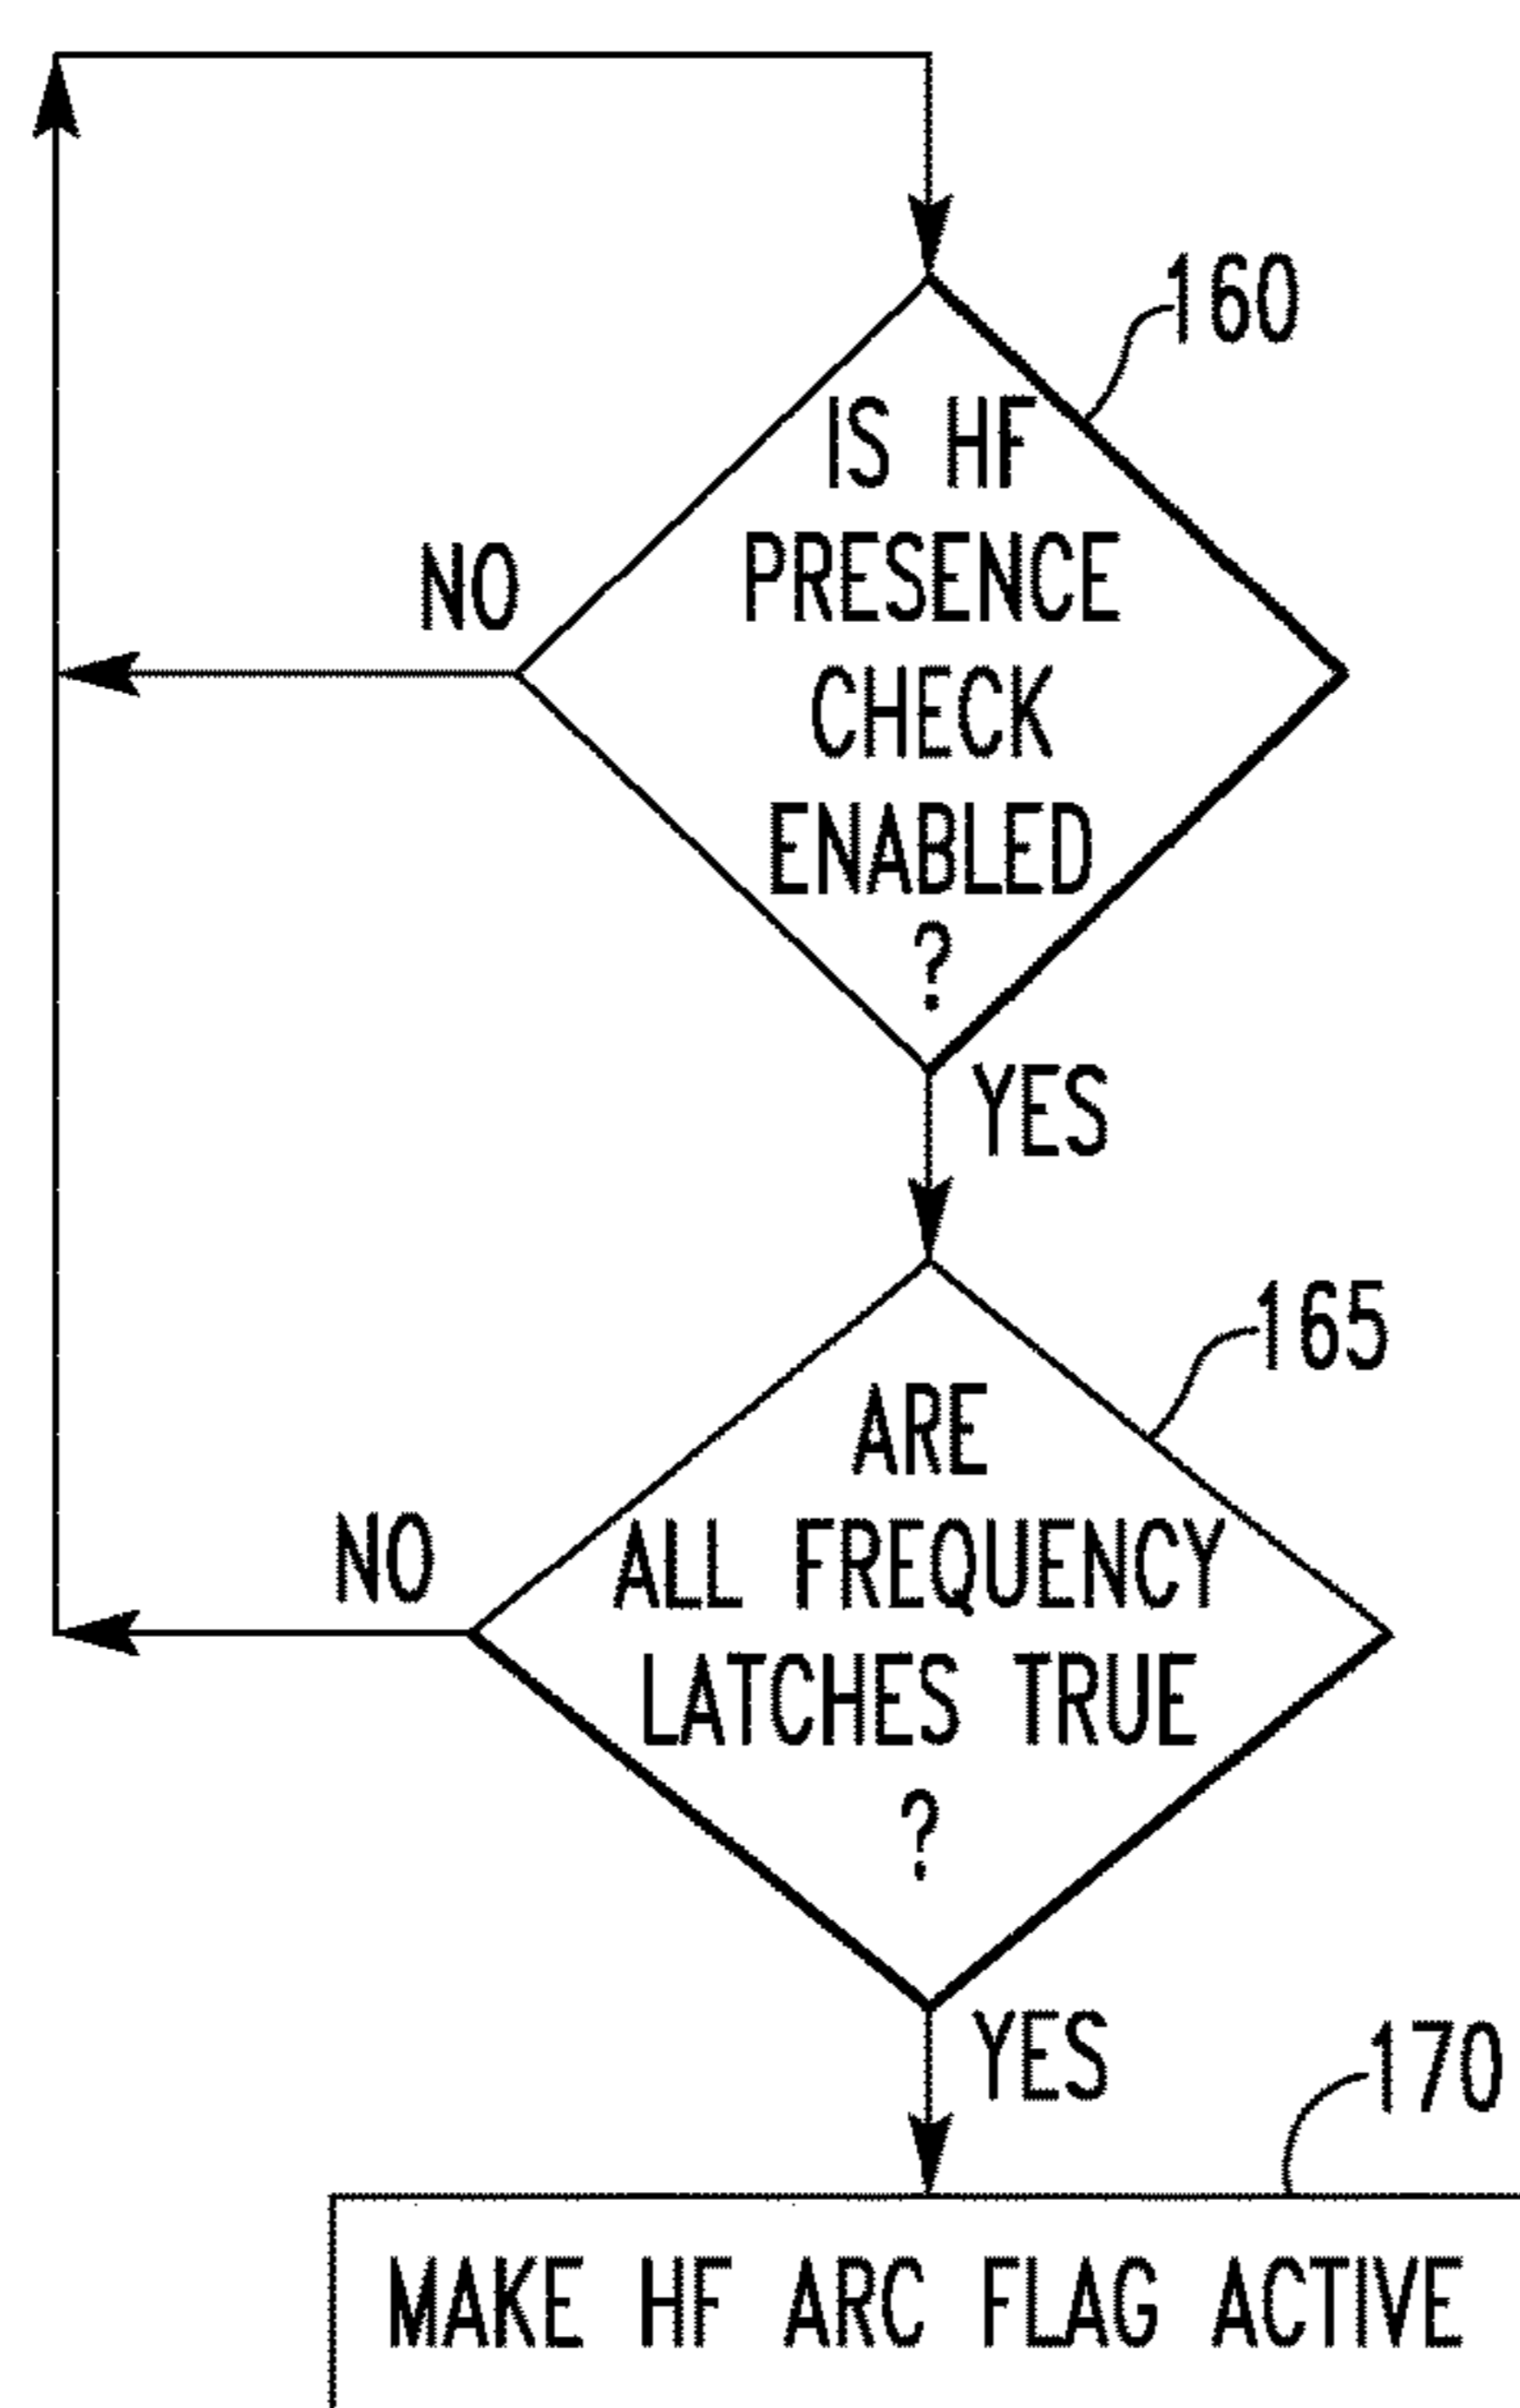 160
IS HF
PRESENCE
CHECK
ENABLED
?
NO
YES
165
ARE
ALL FREQUENCY
LATCHES TRUE
?
NO
YES
170
MAKE HF ARC FLAG ACTIVE